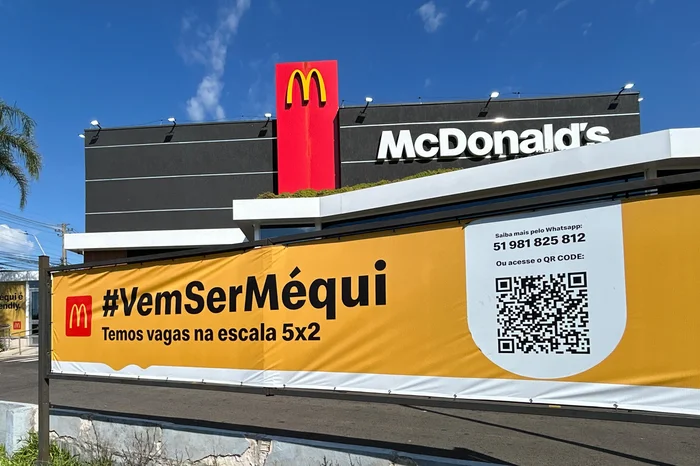 McDonald's
#VemSerMéqui
Temos vagas na escala 5x2
Saiba mais pelo Whatsapp:
51 981 825 812
Ou acesse o QR CODE: